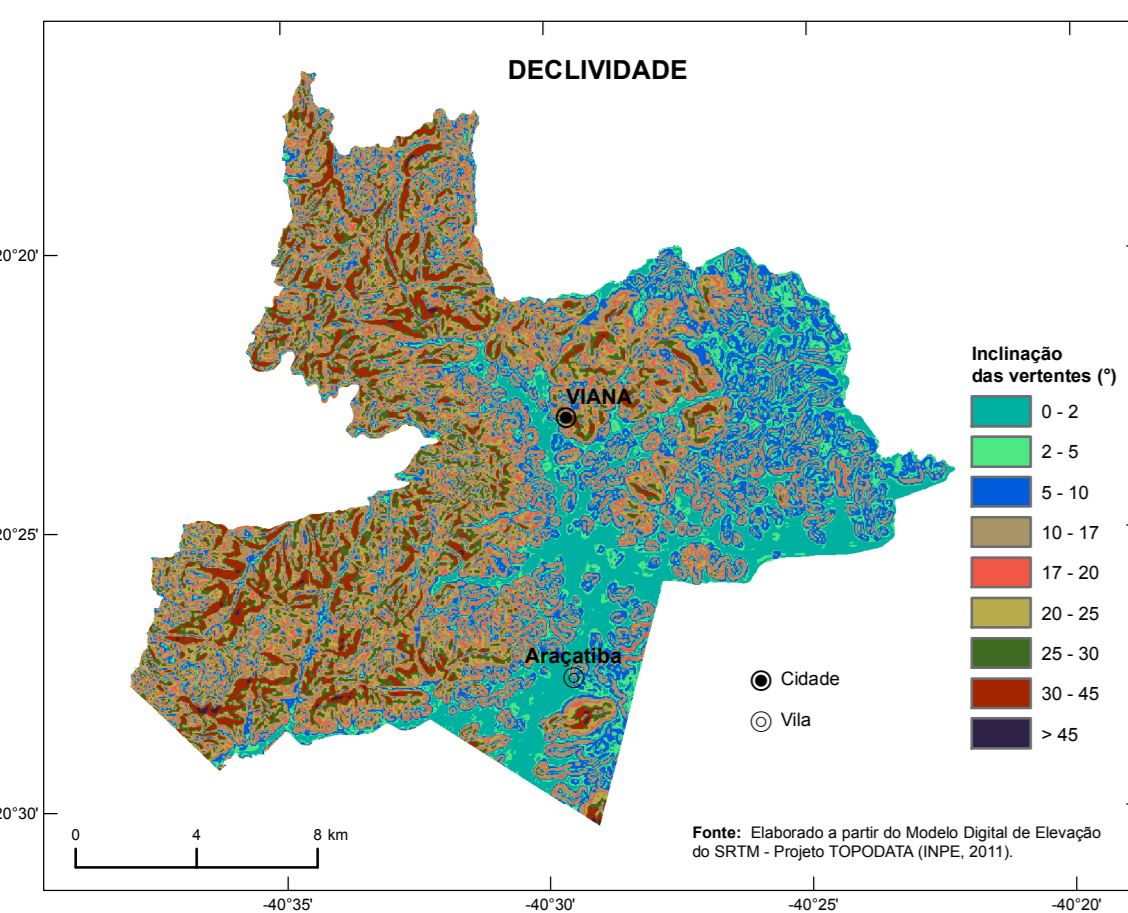 DECLIVIDADE
20°20'
Inclinação
das vertentes (°)
0 - 2
VIANA
2 - 5
5 - 10
20°25'
10 - 17
17 - 20
20 - 25
25 - 30
Araçatiba
Cidade
30 - 45
Vila
> 45
20°30'
0 4 8 km
Fonte: Elaborado a partir do Modelo Digital de Elevação
do SRTM - Projeto TOPODATA (INPE, 2011).
-40°35' -40°30' -40°25' -40°20'